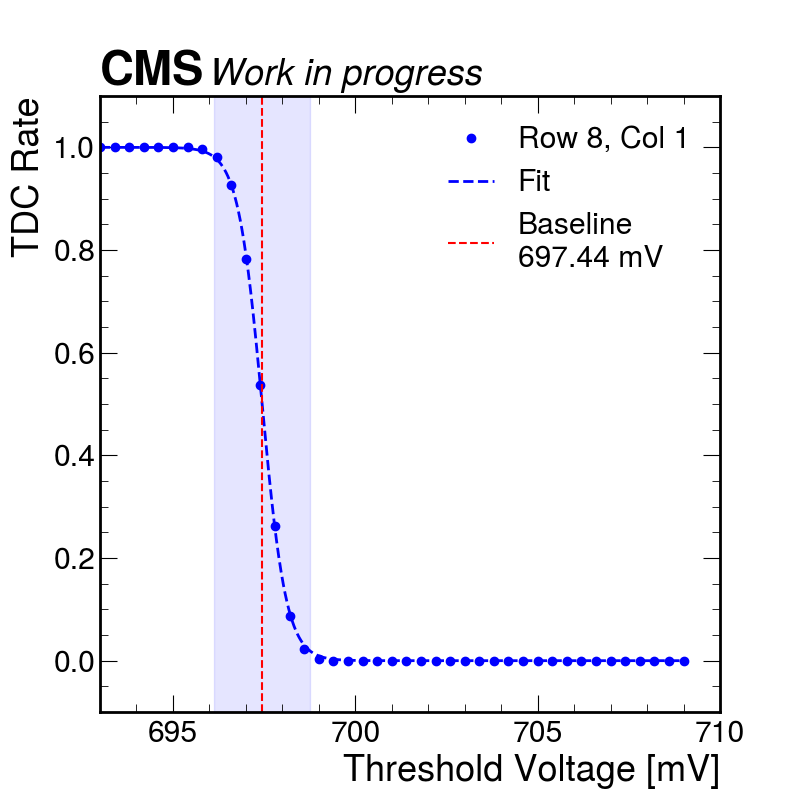 CMS Work in progress
TDC Rate
1.0
0.8
0.6
0.4
0.2
0.0
Row 8, Col 1
Fit
Baseline
697.44 mV
695
700
705
710
Threshold Voltage [mV]